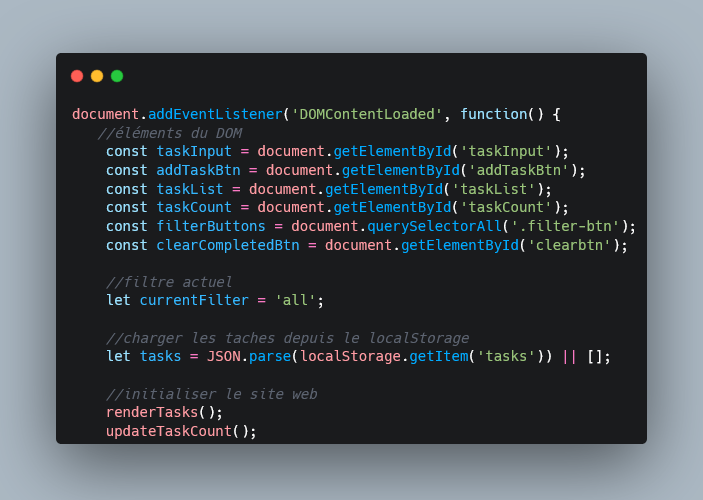 document.addEventListener('DOMContentLoaded', function() {
//éléments du DOM
const taskInput = document.getElementById('taskInput');
const addTaskBtn = document.getElementById('addTaskBtn');
const taskList = document.getElementById('taskList');
const taskCount = document.getElementById('taskCount');
const filterButtons = document.querySelectorAll('.filter-btn');
const clearCompletedBtn = document.getElementById('clearbtn');
//filtre actuel
let currentFilter = 'all';
//charger les taches depuis le localStorage
let tasks = JSON.parse(localStorage.getItem('tasks')) || [];
//initialiser le site web
renderTasks();
updateTaskCount();